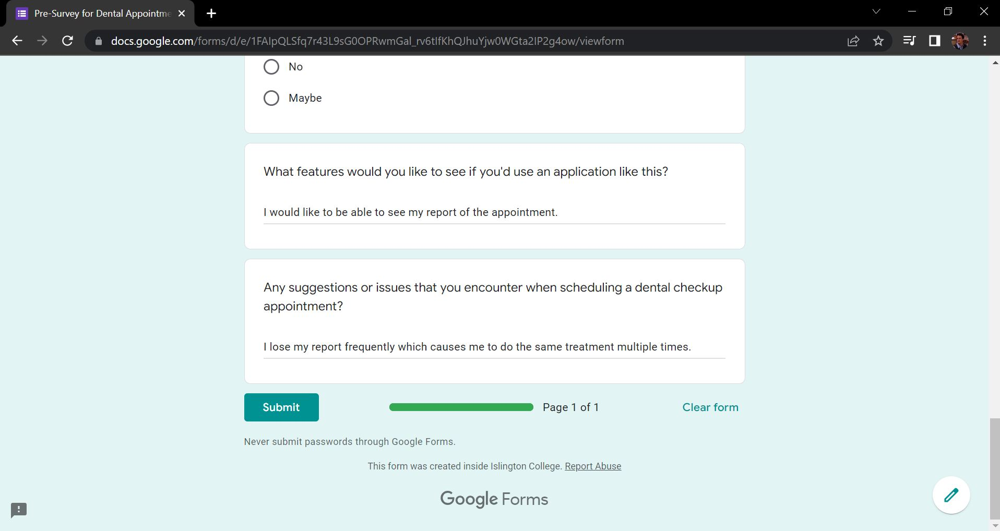 Pre-Survey for Dental Appointme
docs.google.com/forms/d/e/1FAIpQLSfq7r43L9sG0OPRwmGal_rv6tIfKhQJhuYjw0WGta2IP2g4ow/viewform
No
Maybe
What features would you like to see if you'd use an application like this?
I would like to be able to see my report of the appointment.
Any suggestions or issues that you encounter when scheduling a dental checkup
appointment?
I lose my report frequently which causes me to do the same treatment multiple times.
Submit
Page 1 of 1
Clear form
Never submit passwords through Google Forms.
This form was created inside Islington College. Report Abuse
Google Forms